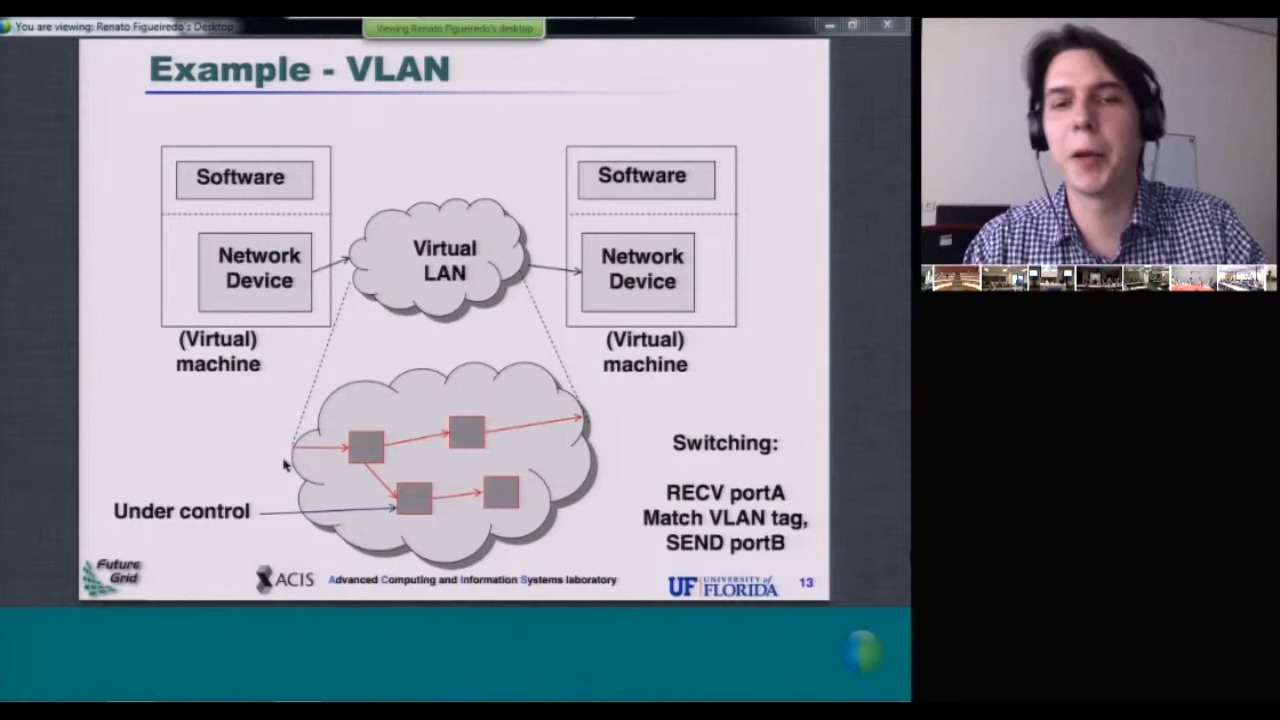 You are viewing: Renato Figueiredo's Desktop
Viewing Renato Figueiredo's desktop
Example - VLAN
Software
Network
Device
(Virtual)
machine
Virtual
LAN
Software
Network
Device
(Virtual)
machine
Under control
Switching:
RECV portA
Match VLAN tag,
SEND portB
Future
Grid
ACIS
Advanced Computing and Information Systems laboratory
UF UNIVERSITY of
FLORIDA
13